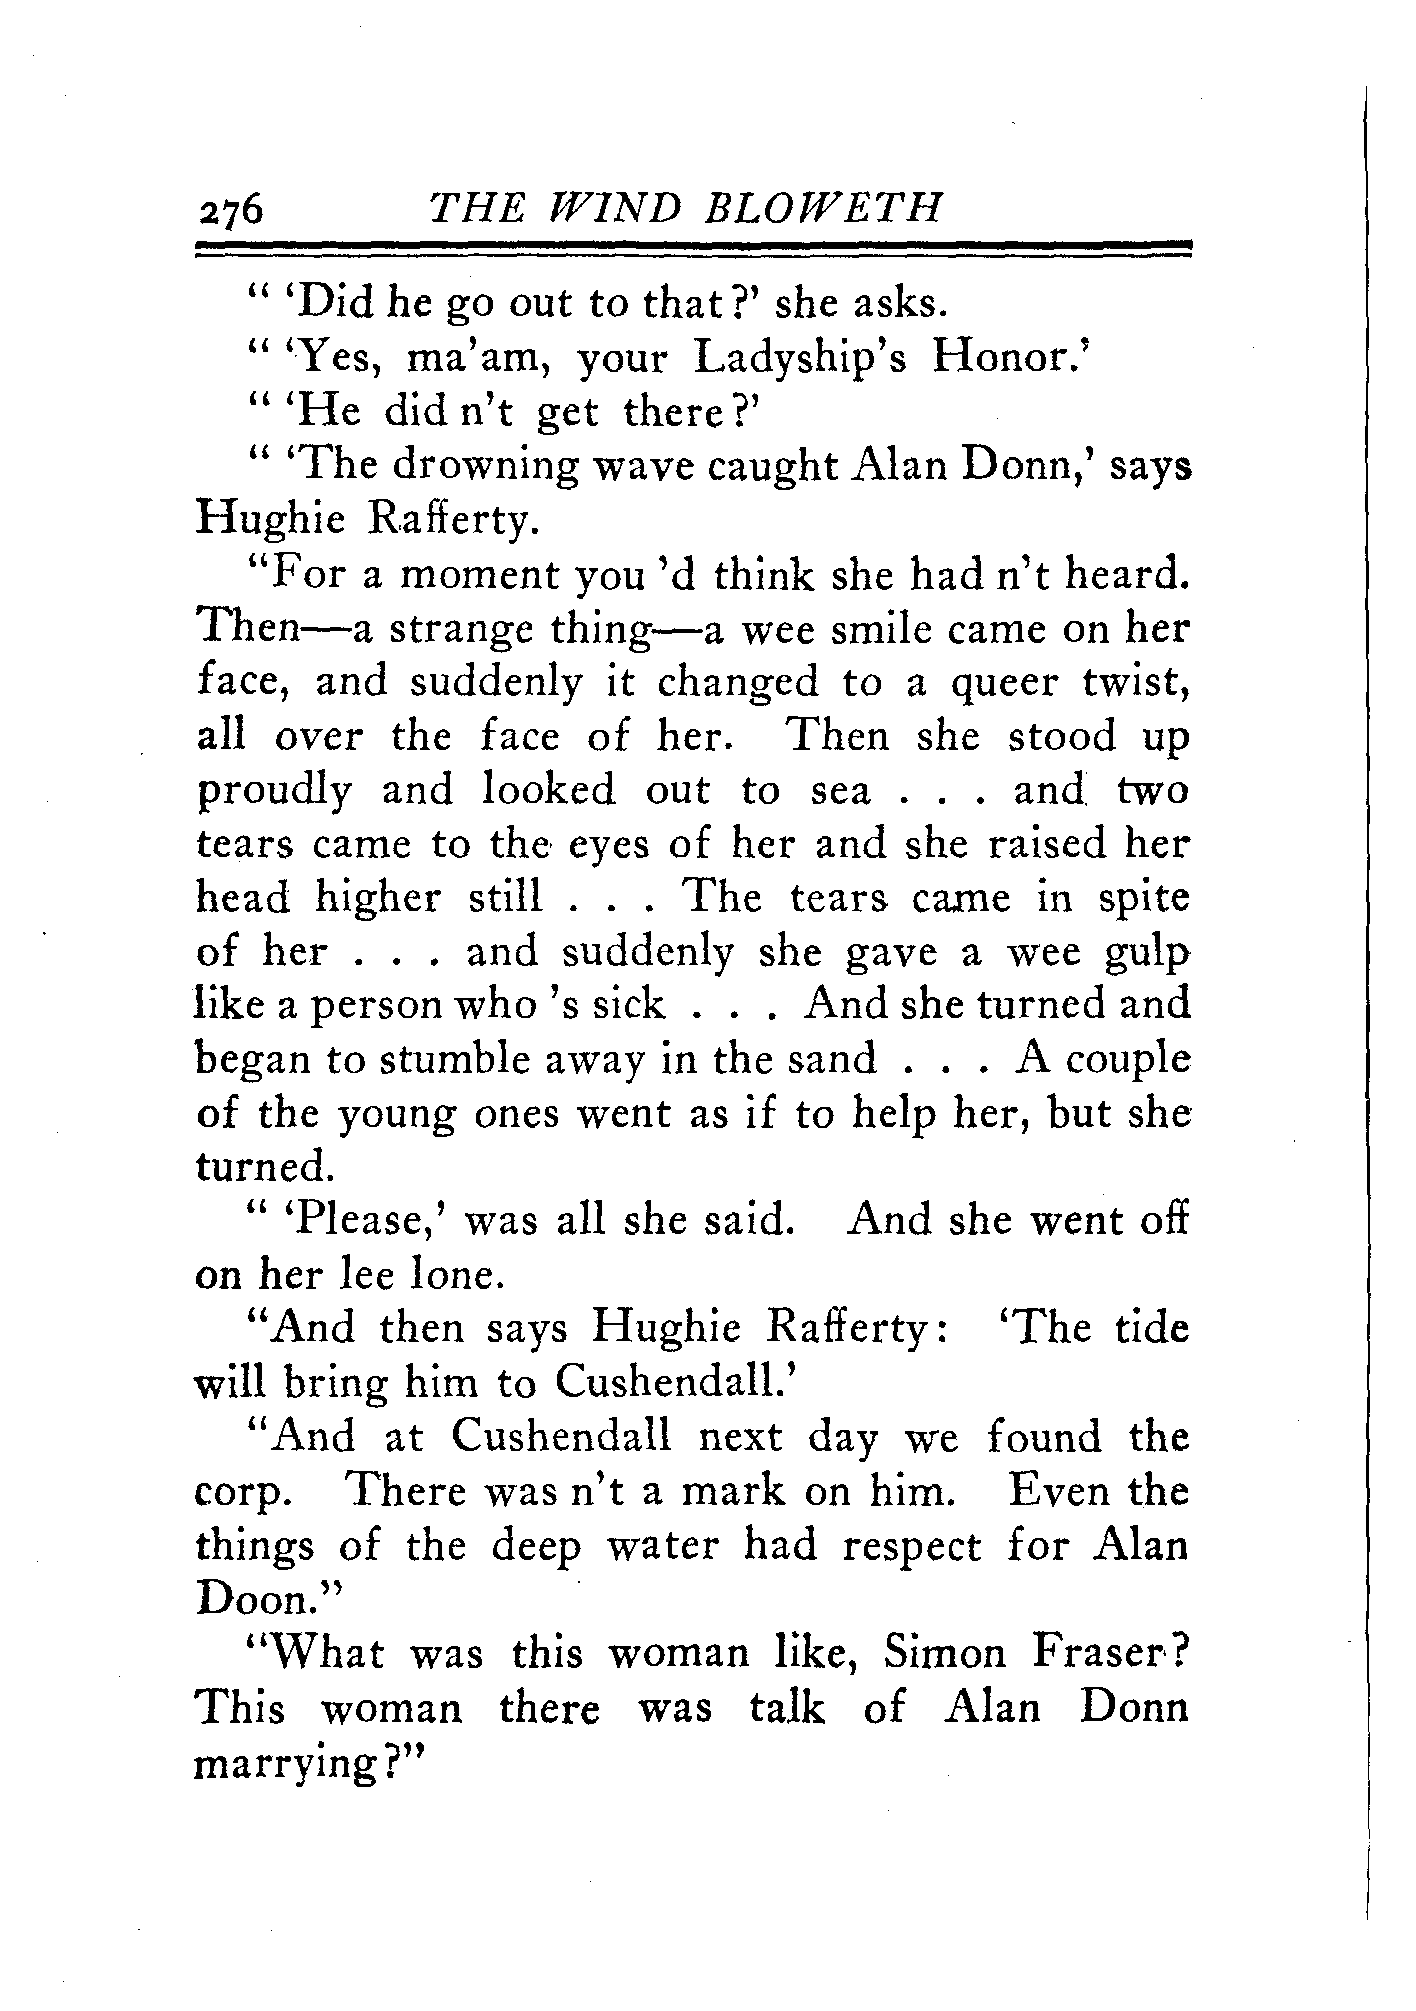 276 THE WIND BLOWETH
" 'Did he go out to that?' she asks.
" 'Yes, ma'am, your Ladyship's Honor.'
" 'He did n't get there?'
" 'The drowning wave caught Alan Donn,' says
Hughie Rafferty.
"For a moment you 'd think she had n't heard.
Then—a strange thing—a wee smile came on her
face, and suddenly it changed to a queer twist,
all over the face of her. Then she stood up
proudly and looked out to sea . . . and two
tears came to the eyes of her and she raised her
head higher still . . . The tears came in spite
of her . . . and suddenly she gave a wee gulp
like a person who 's sick . . . And she turned and
began to stumble away in the sand . . . A couple
of the young ones went as if to help her, but she
turned.
" 'Please,' was all she said. And she went off
on her lee lone.
"And then says Hughie Rafferty: 'The tide
will bring him to Cushendall.'
"And at Cushendall next day we found the
corp. There was n't a mark on him. Even the
things of the deep water had respect for Alan
Doon."
"What was this woman like, Simon Fraser?
This woman there was talk of Alan Donn
marrying?"